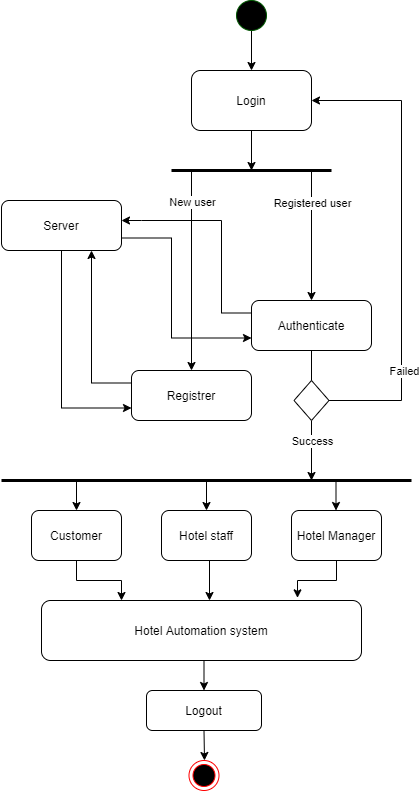 Login
New user
Registered user
Server
Authenticate
Failed
Registrer
Success
Customer
Hotel staff
Hotel Manager
Hotel Automation system
Logout